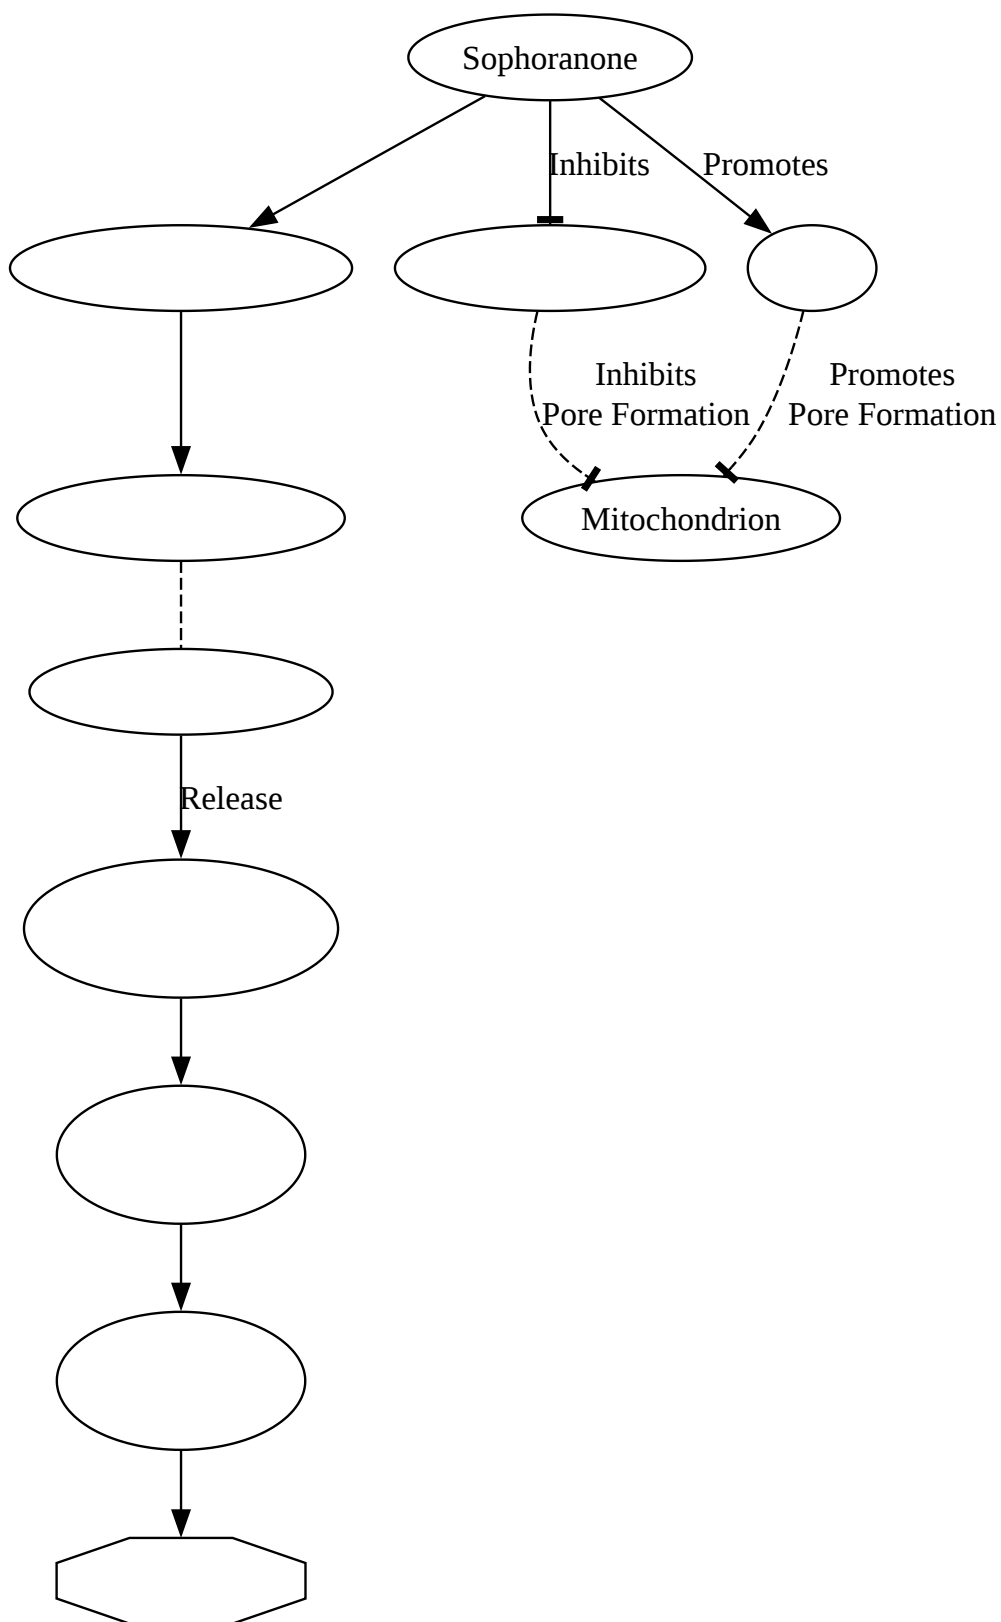 Sophoranone
Inhibits
Promotes
Inhibits
Pore Formation
Promotes
Pore Formation
Mitochondrion
Release